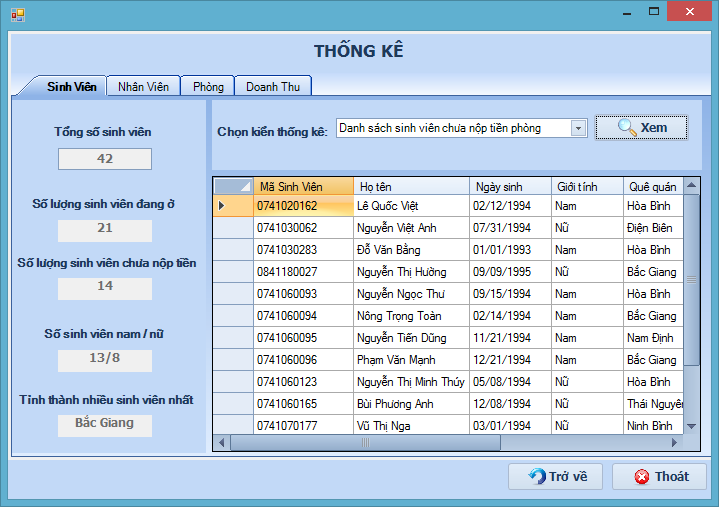 THỐNG KÊ
Sinh Viên Nhân Viên Phòng Doanh Thu
Tổng số sinh viên
42
Số lượng sinh viên đang ở
21
Số lượng sinh viên chưa nộp tiền
14
Số sinh viên nam / nữ
13/8
Tỉnh thành nhiều sinh viên nhất
Bắc Giang
Chọn kiển thống kê: Danh sách sinh viên chưa nộp tiền phòng Xem
Mã Sinh Viên Họ tên Ngày sinh Giới tính Quê quán
0741020162 Lê Quốc Việt 02/12/1994 Nam Hòa Bình
0741030062 Nguyễn Việt Anh 07/31/1994 Nữ Điện Biên
0741030283 Đỗ Văn Bằng 01/01/1993 Nam Hòa Bình
0841180027 Nguyễn Thị Hường 09/09/1995 Nữ Bắc Giang
0741060093 Nguyễn Ngọc Thư 09/15/1994 Nam Hòa Bình
0741060094 Nông Trọng Toàn 02/14/1994 Nam Bắc Giang
0741060095 Nguyễn Tiến Dũng 11/21/1994 Nam Nam Định
0741060096 Phạm Văn Mạnh 12/21/1994 Nam Bắc Giang
0741060123 Nguyễn Thị Minh Thúy 05/08/1994 Nữ Hòa Bình
0741060165 Bùi Phương Anh 12/08/1994 Nữ Thái Nguyê
0741070177 Vũ Thị Nga 03/01/1994 Nữ Ninh Bình
Trở về Thoát